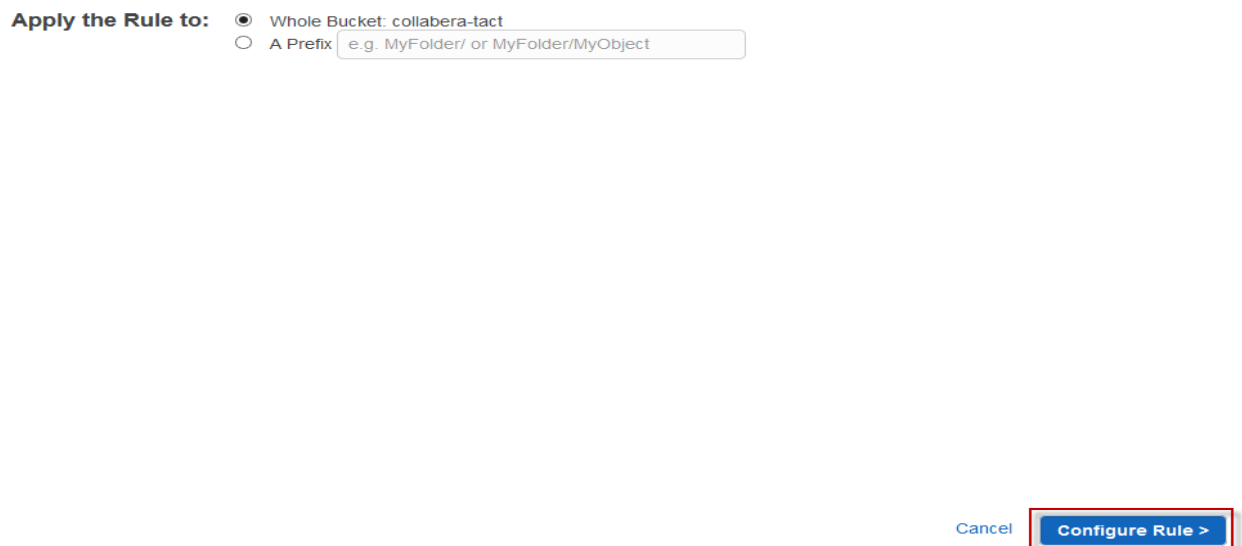 Apply the Rule to: Whole Bucket: collabera-tact
A Prefix e.g. MyFolder/ or MyFolder/MyObject
Cancel Configure Rule >